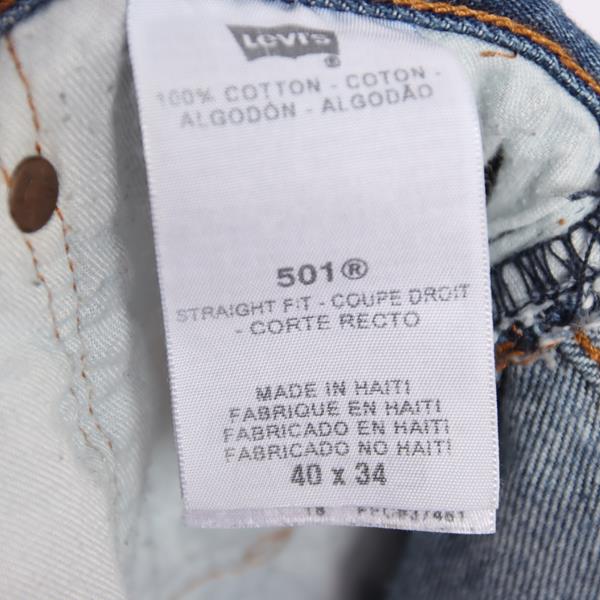 Levi's®
100% COTTON - COTON -
ALGODÓN - ALGODÃO
501®
STRAIGHT FIT - COUPE DROIT
- CORTE RECTO
MADE IN HAITI
FABRIQUE EN HAITI
FABRICADO EN HAITI
FABRICADO NO HAITI
40 x 34
18